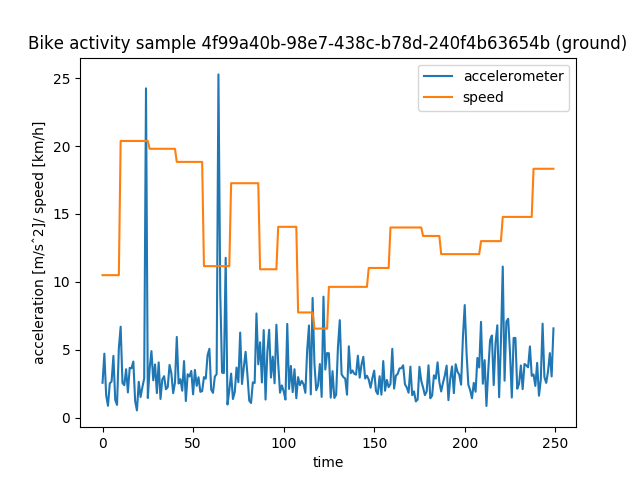 Bike activity sample 4f99a40b-98e7-438c-b78d-240f4b63654b (ground)
accelerometer
speed
acceleration [m/s^2]/ speed [km/h]
25
20
15
10
5
0
0
50
100
150
200
250
time